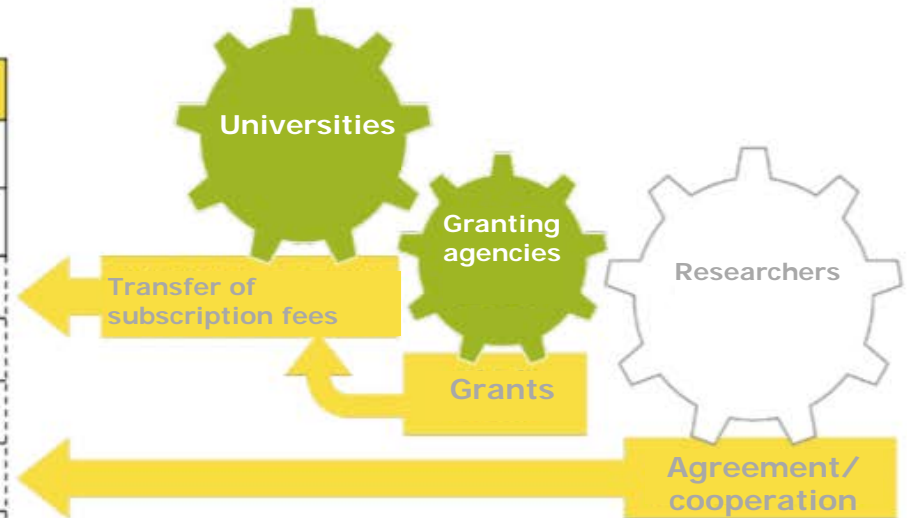 Universities
Granting
agencies
Researchers
Transfer of
subscription fees
Grants
Agreement/
cooperation